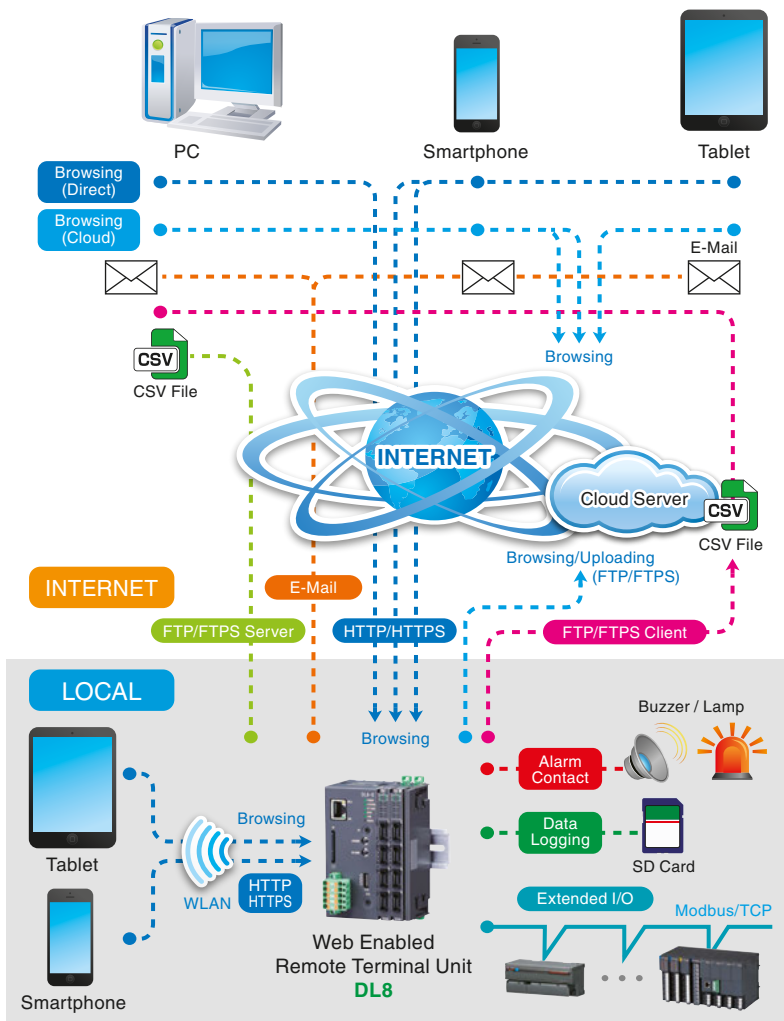 PC
Smartphone
Tablet
Browsing
(Direct)
Browsing
(Cloud)
E-Mail
Browsing
CSV
CSV File
INTERNET
Cloud Server
CSV
CSV File
Browsing/Uploading
(FTP/FTPS)
INTERNET
E-Mail
FTP/FTPS Server
HTTP/HTTPS
FTP/FTPS Client
LOCAL
Buzzer / Lamp
Browsing
Alarm
Contact
Tablet
Browsing
Data
Logging
SD Card
WLAN
HTTP
HTTPS
Extended I/O
Modbus/TCP
Smartphone
Web Enabled
Remote Terminal Unit
DL8